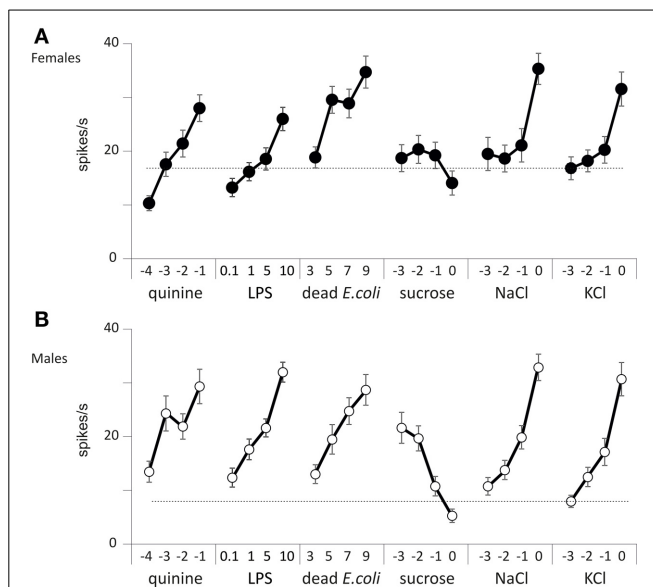 A
Females
40
20
0
spikes/s
-4 -3 -2 -1 0.1 1 5 10 3 5 7 9 -3 -2 -1 0 -3 -2 -1 0 -3 -2 -1 0
quinine LPS dead E.coli sucrose NaCl KCl
B
Males
40
20
0
spikes/s
-4 -3 -2 -1 0.1 1 5 10 3 5 7 9 -3 -2 -1 0 -3 -2 -1 0 -3 -2 -1 0
quinine LPS dead E.coli sucrose NaCl KCl